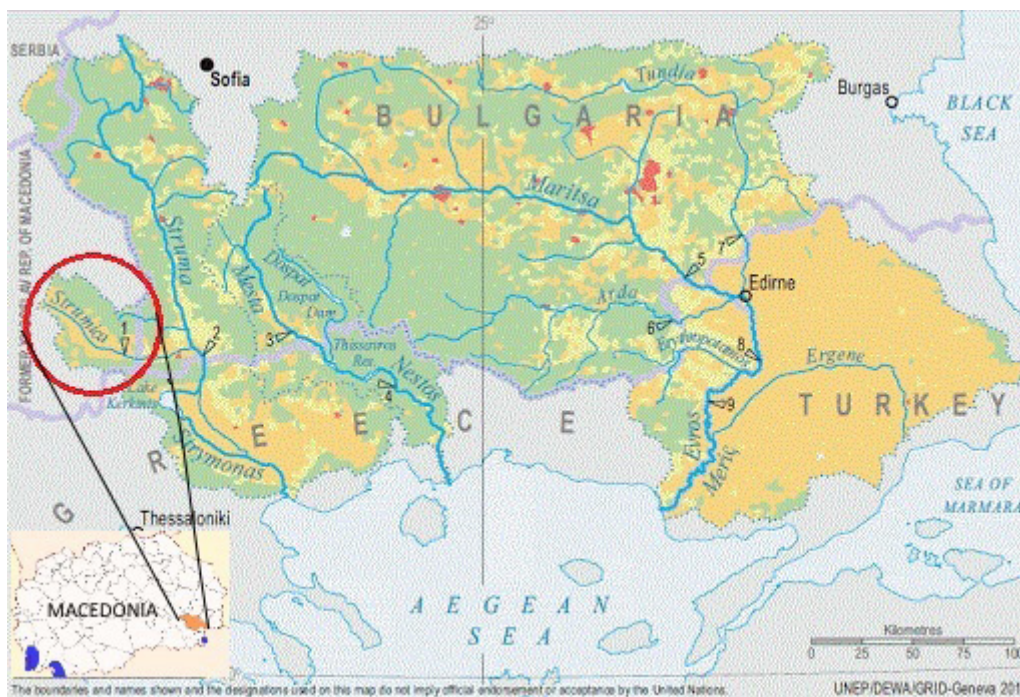 25°
SERBIA
Sofia
Tundja
Burgas
BLACK
SEA
BULGARIA
Maritsa
FORMER YUGOSLAV REP. OF MACEDONIA
Struma
Mesta
Dospat
Dospat
Dam
Arda
Edirne
Strumica
1
2
3
4
5
6
7
8
9
Thissavros
Res.
Nestos
Erythropotamos
Ergene
Lake
Kerkinis
TURKEY
GREECE
Strymonas
Evros
Meriç
SEA OF
MARMARA
Thessaloniki
MACEDONIA
AEGEAN
SEA
Kilometres
0 25 50 75 100
The boundaries and names shown and the designations used on this map do not imply official endorsement or acceptance by the United Nations.
UNEP/DEWA/GRID-Geneva 201